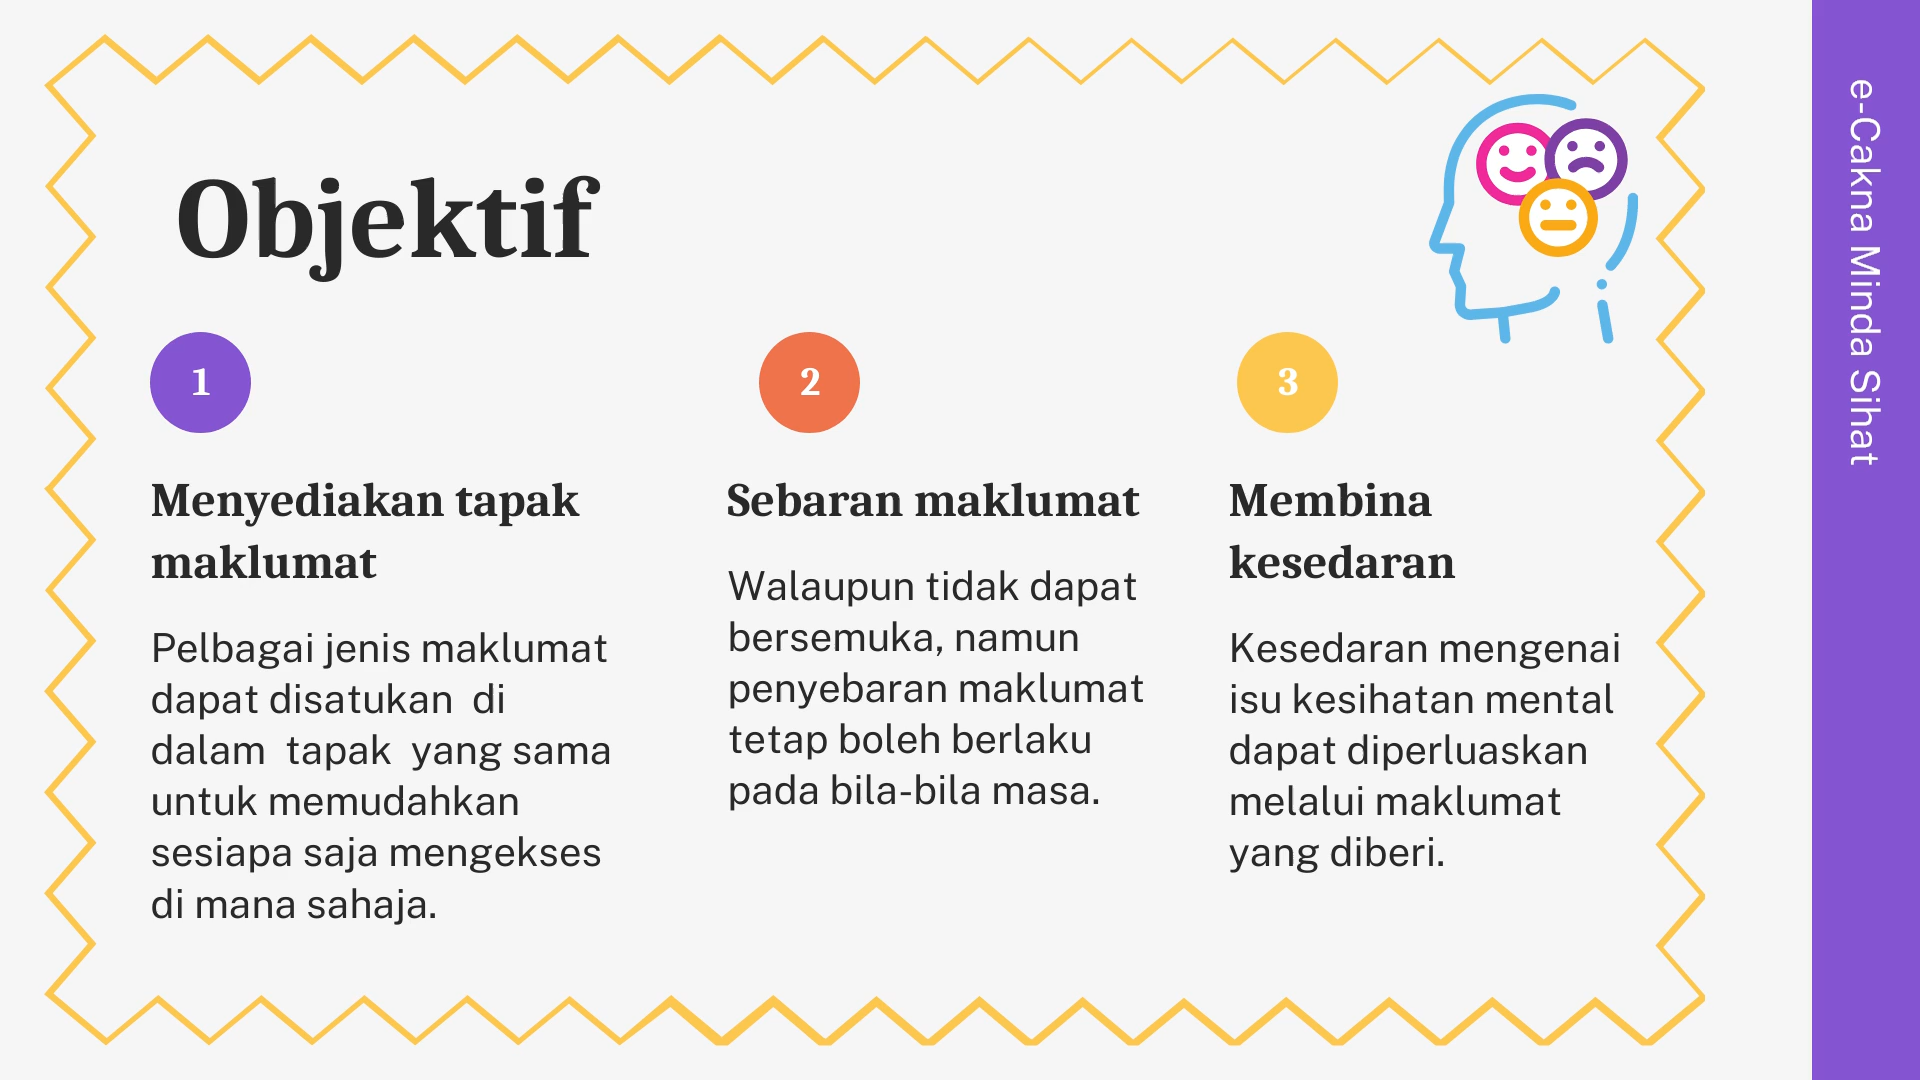 Objektif
1
Menyediakan tapak
maklumat
Pelbagai jenis maklumat
dapat disatukan  di
dalam  tapak  yang sama
untuk memudahkan
sesiapa saja mengekses
di mana sahaja.
2
Sebaran maklumat
Walaupun tidak dapat
bersemuka, namun
penyebaran maklumat
tetap boleh berlaku
pada bila-bila masa.
3
Membina
kesedaran
Kesedaran mengenai
isu kesihatan mental
dapat diperluaskan
melalui maklumat
yang diberi.
e-Cakna Minda Sihat